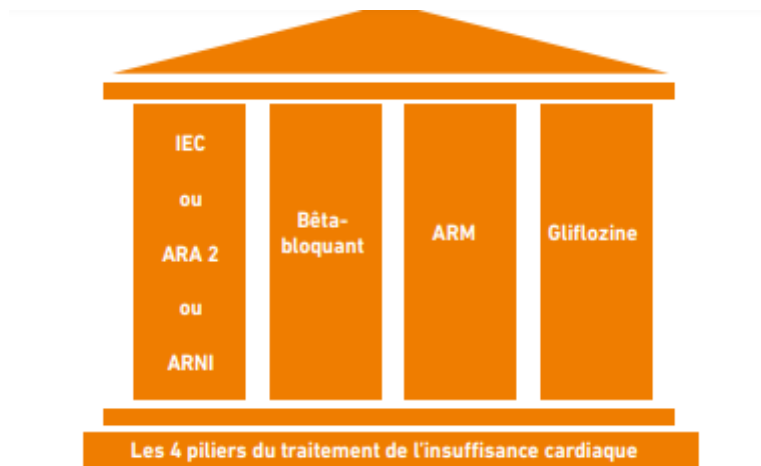 IEC
ou
ARA 2
ou
ARNI
Bêta-
bloquant
ARM
Gliflozine
Les 4 piliers du traitement de l'insuffisance cardiaque